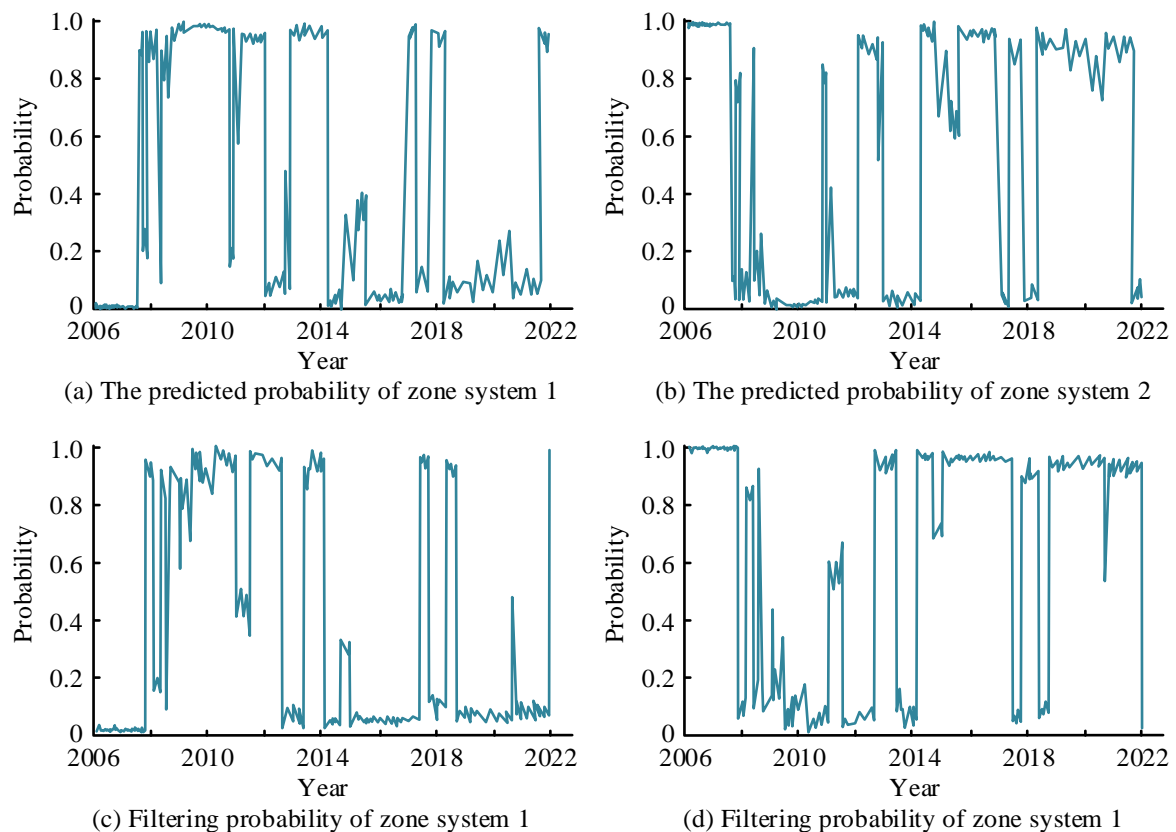 1.0
0.8
0.6
0.4
0.2
0
Probability
2006 2010 2014 2018 2022
Year
(a) The predicted probability of zone system 1
1.0
0.8
0.6
0.4
0.2
0
Probability
2006 2010 2014 2018 2022
Year
(b) The predicted probability of zone system 2
1.0
0.8
0.6
0.4
0.2
0
Probability
2006 2010 2014 2018 2022
Year
(c) Filtering probability of zone system 1
1.0
0.8
0.6
0.4
0.2
0
Probability
2006 2010 2014 2018 2022
Year
(d) Filtering probability of zone system 1